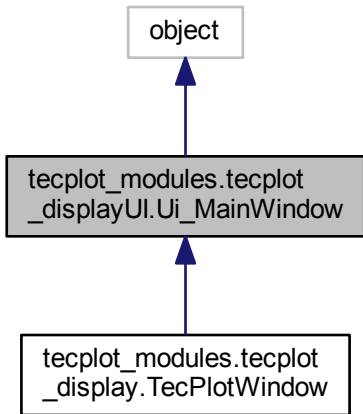 object
tecplot_modules.tecplot
_displayUI.Ui_MainWindow
tecplot_modules.tecplot
_display.TecPlotWindow